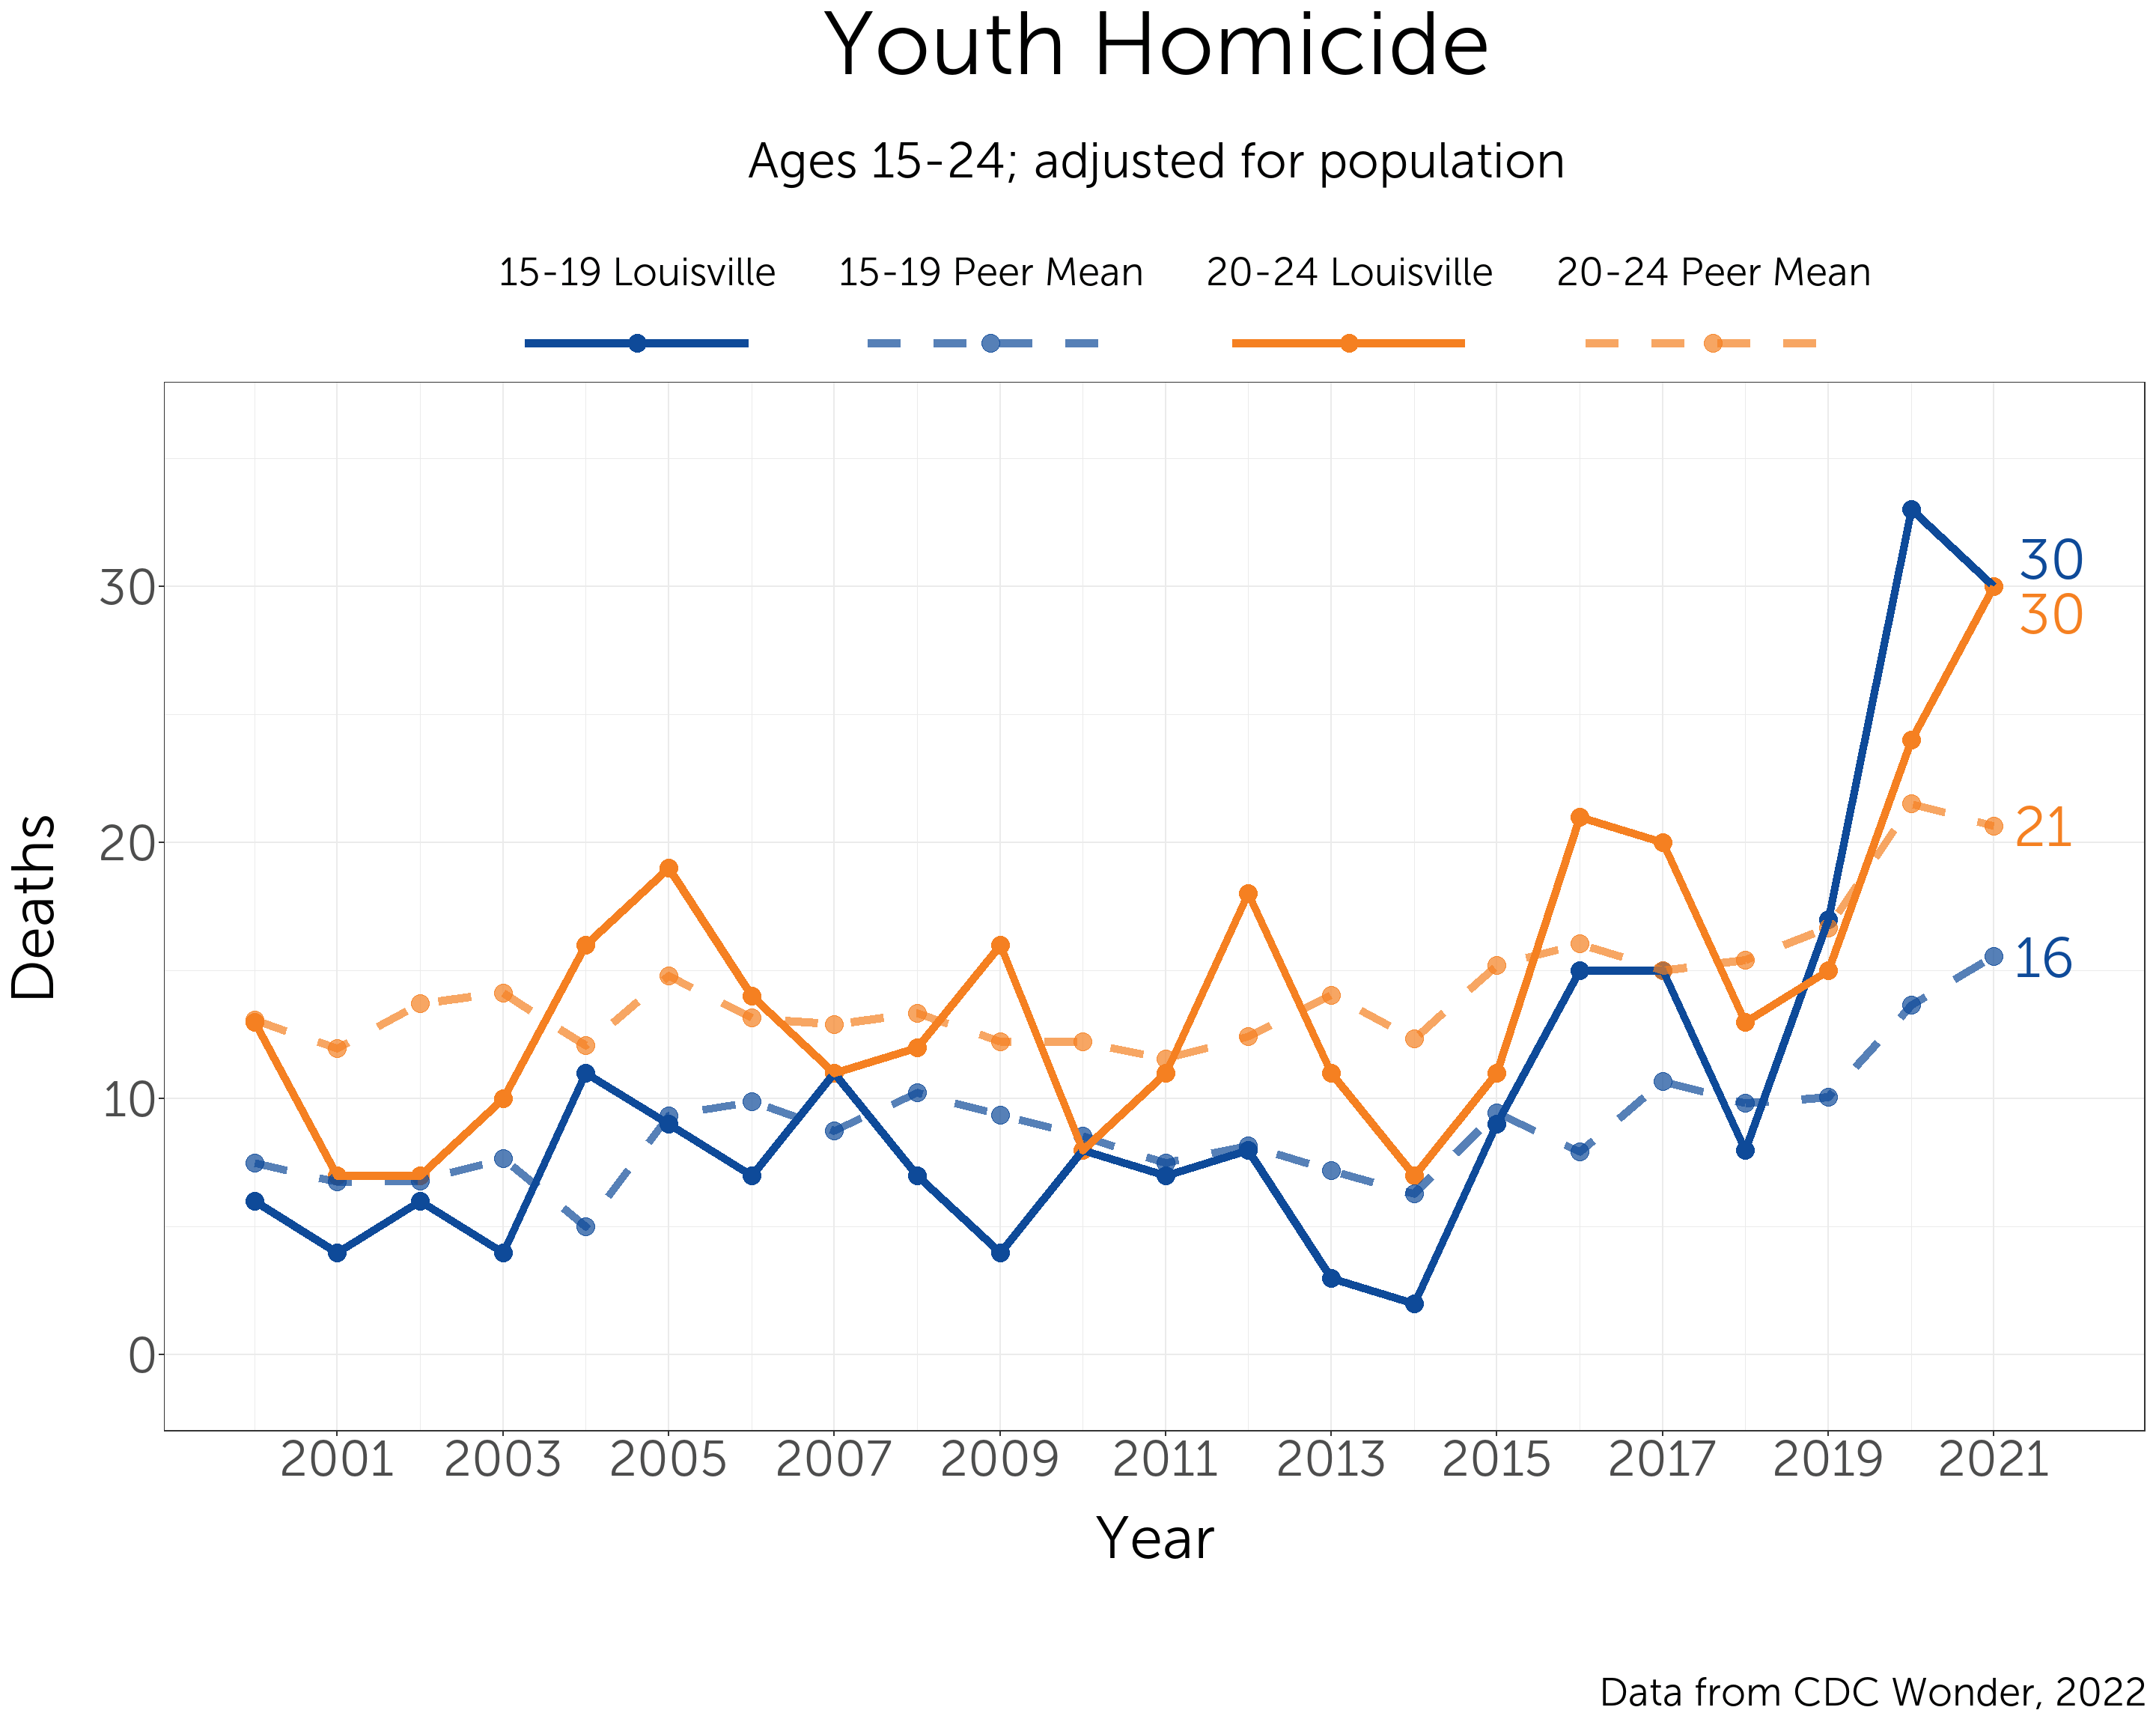 Youth Homicide
Ages 15-24; adjusted for population
15-19 Louisville 15-19 Peer Mean 20-24 Louisville 20-24 Peer Mean
30
30
30
20
21
16
10
0
Deaths
2001 2003 2005 2007 2009 2011 2013 2015 2017 2019 2021
Year
Data from CDC Wonder, 2022